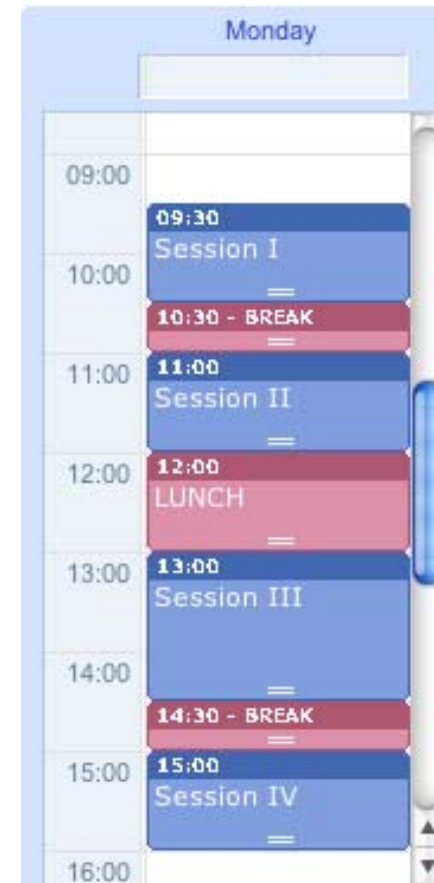 Monday
09:00
09:30
Session I
10:00
10:30 - BREAK
11:00
11:00
Session II
12:00
12:00
LUNCH
13:00
13:00
Session III
14:00
14:30 - BREAK
15:00
15:00
Session IV
16:00